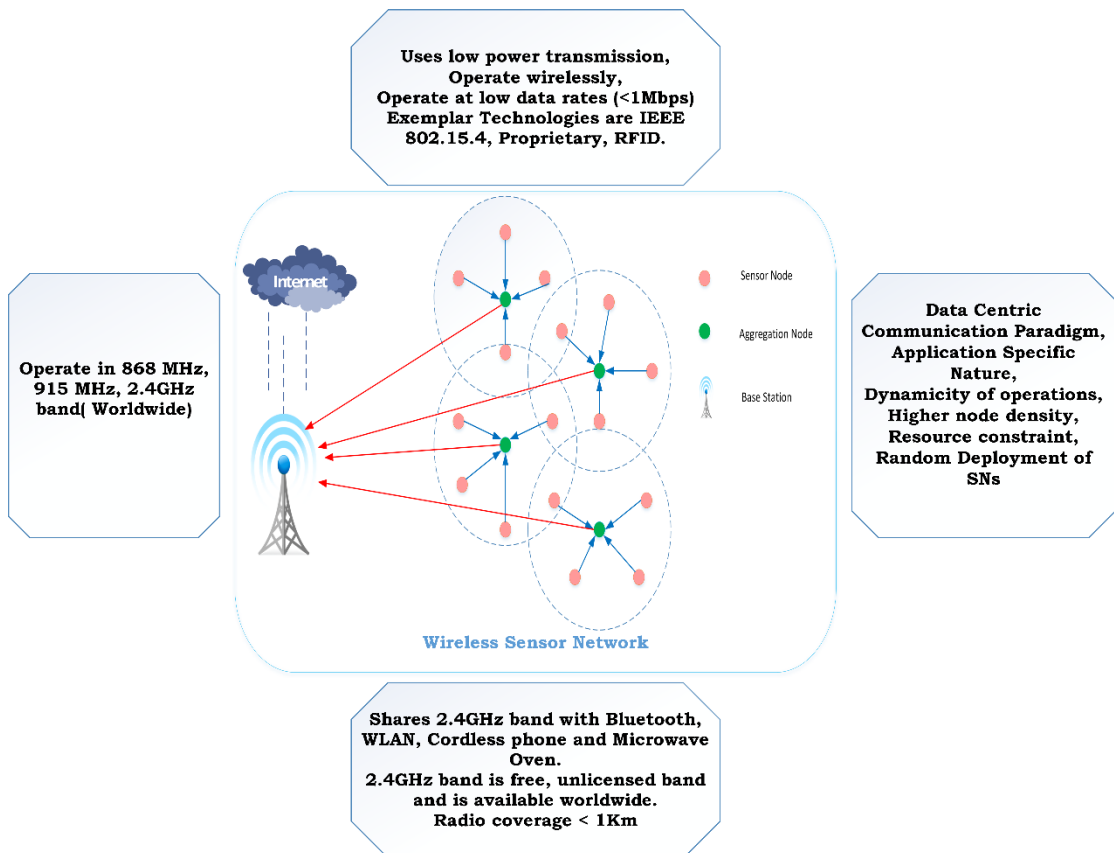 Uses low power transmission,
Operate wirelessly,
Operate at low data rates (<1Mbps)
Exemplar Technologies are IEEE
802.15.4, Proprietary, RFID.
Internet
Sensor Node
Aggregation Node
Base Station
Operate in 868 MHz,
915 MHz, 2.4GHz
band( Worldwide)
Data Centric
Communication Paradigm,
Application Specific
Nature,
Dynamicity of operations,
Higher node density,
Resource constraint,
Random Deployment of
SNs
Wireless Sensor Network
Shares 2.4GHz band with Bluetooth,
WLAN, Cordless phone and Microwave
Oven.
2.4GHz band is free, unlicensed band
and is available worldwide.
Radio coverage < 1Km